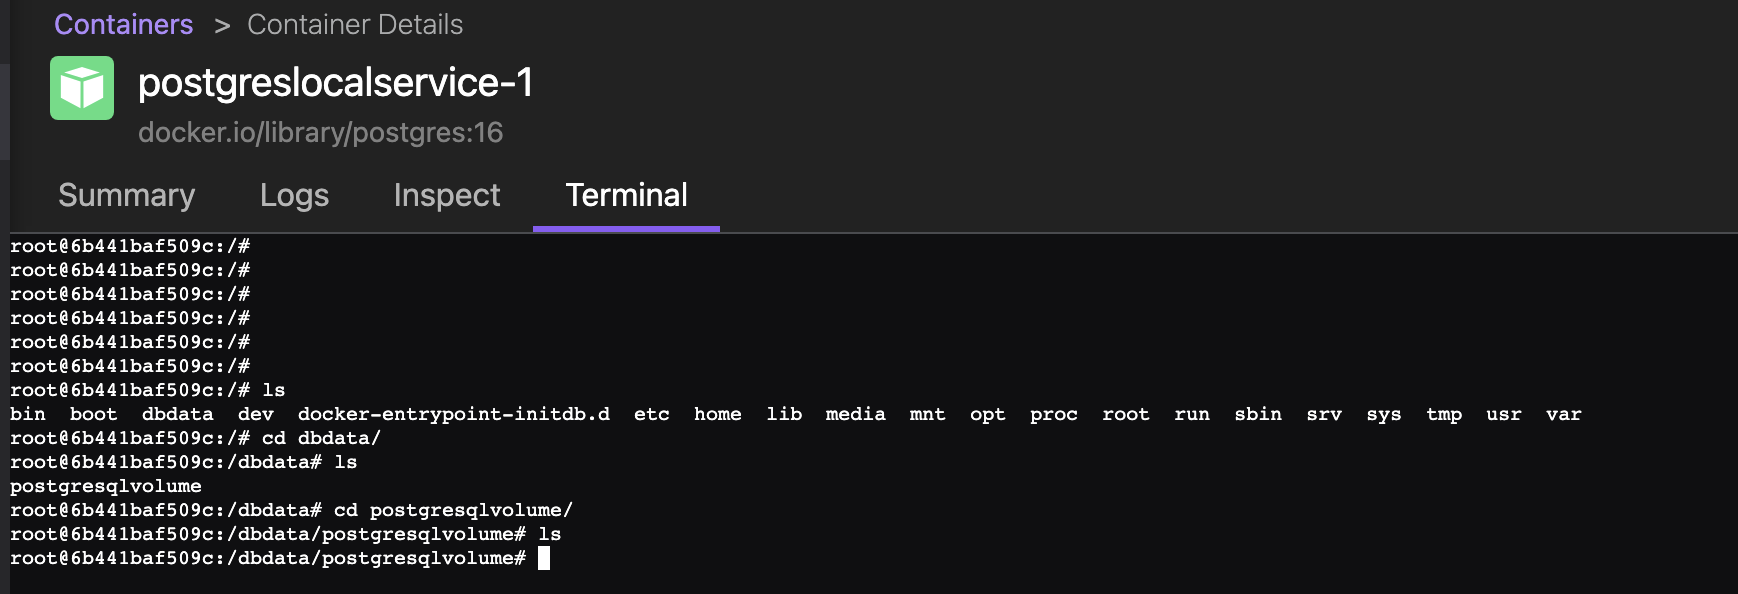 Containers > Container Details
postgreslocalservice-1
docker.io/library/postgres:16
Summary Logs Inspect Terminal
root@6b441baf509c:/#
root@6b441baf509c:/#
root@6b441baf509c:/#
root@6b441baf509c:/#
root@6b441baf509c:/#
root@6b441baf509c:/#
root@6b441baf509c:/# ls
bin  boot  dbdata  dev  docker-entrypoint-initdb.d  etc  home  lib  media  mnt  opt  proc  root  run  sbin  srv  sys  tmp  usr  var
root@6b441baf509c:/# cd dbdata/
root@6b441baf509c:/dbdata# ls
postgresqlvolume
root@6b441baf509c:/dbdata# cd postgresqlvolume/
root@6b441baf509c:/dbdata/postgresqlvolume# ls
root@6b441baf509c:/dbdata/postgresqlvolume#